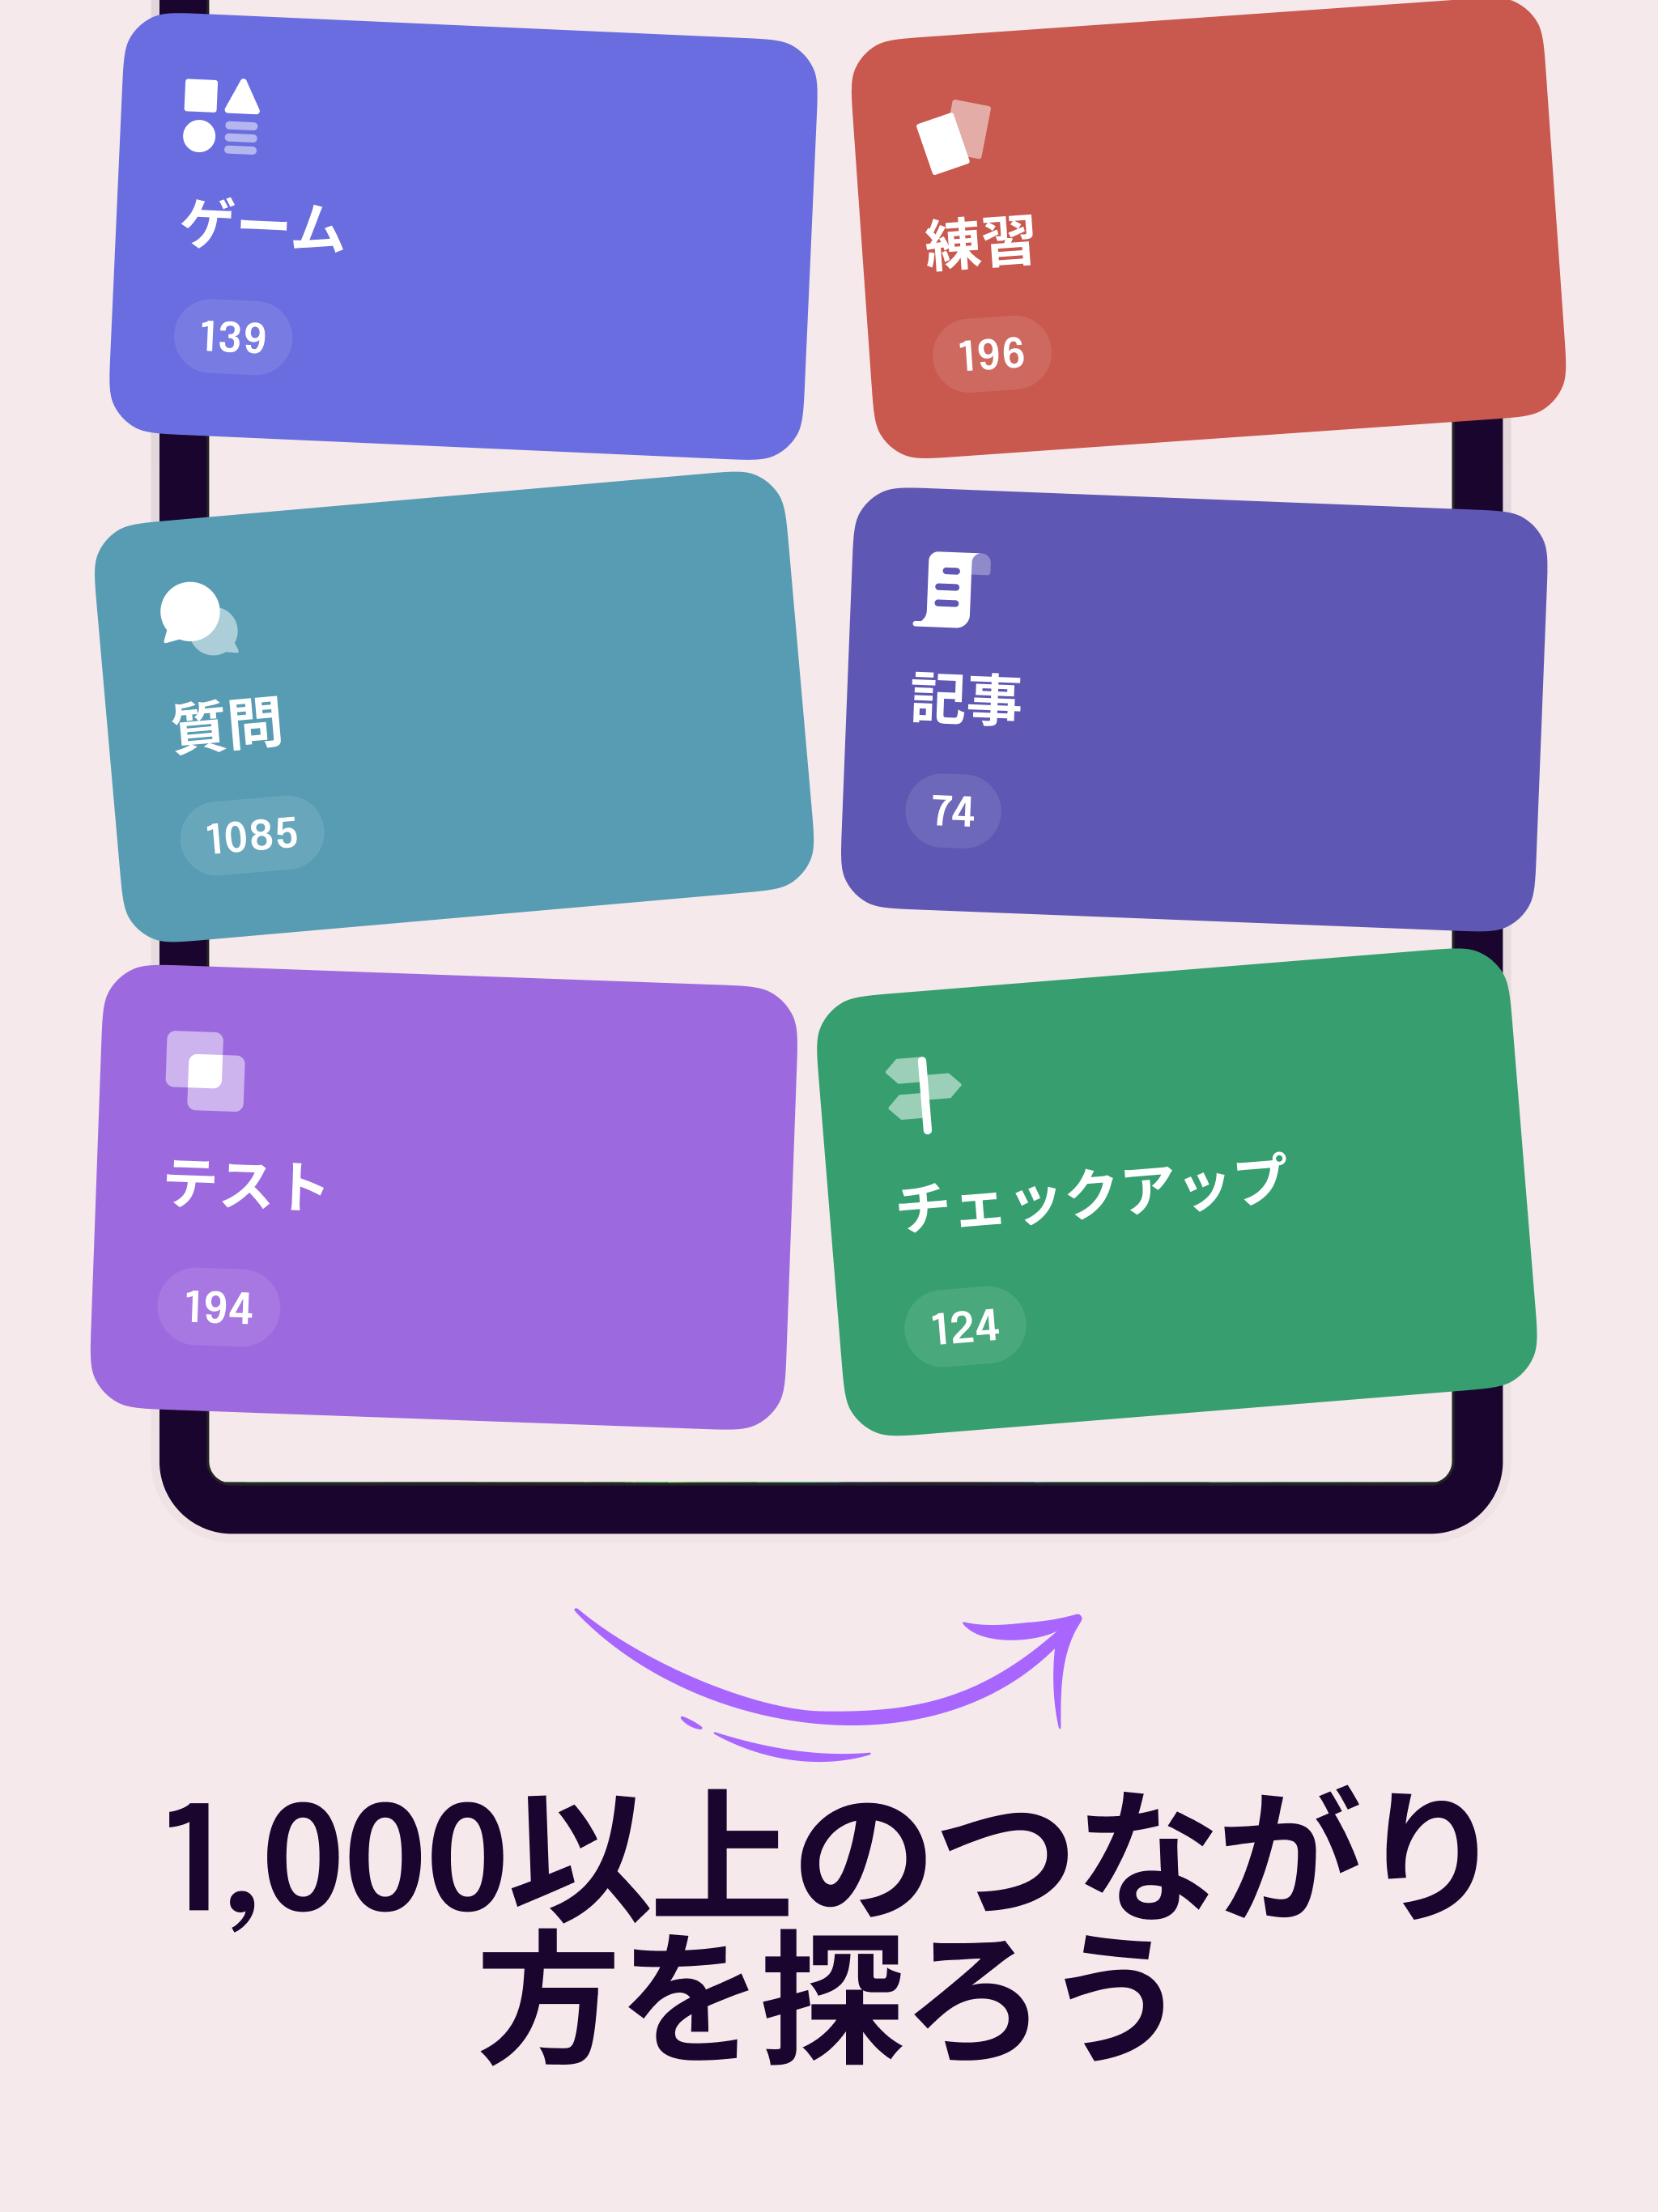 ゲーム
139
練習
196
質問
1085
記事
74
テスト
194
チェックアップ
124
1,000以上のつながり
方を探ろう